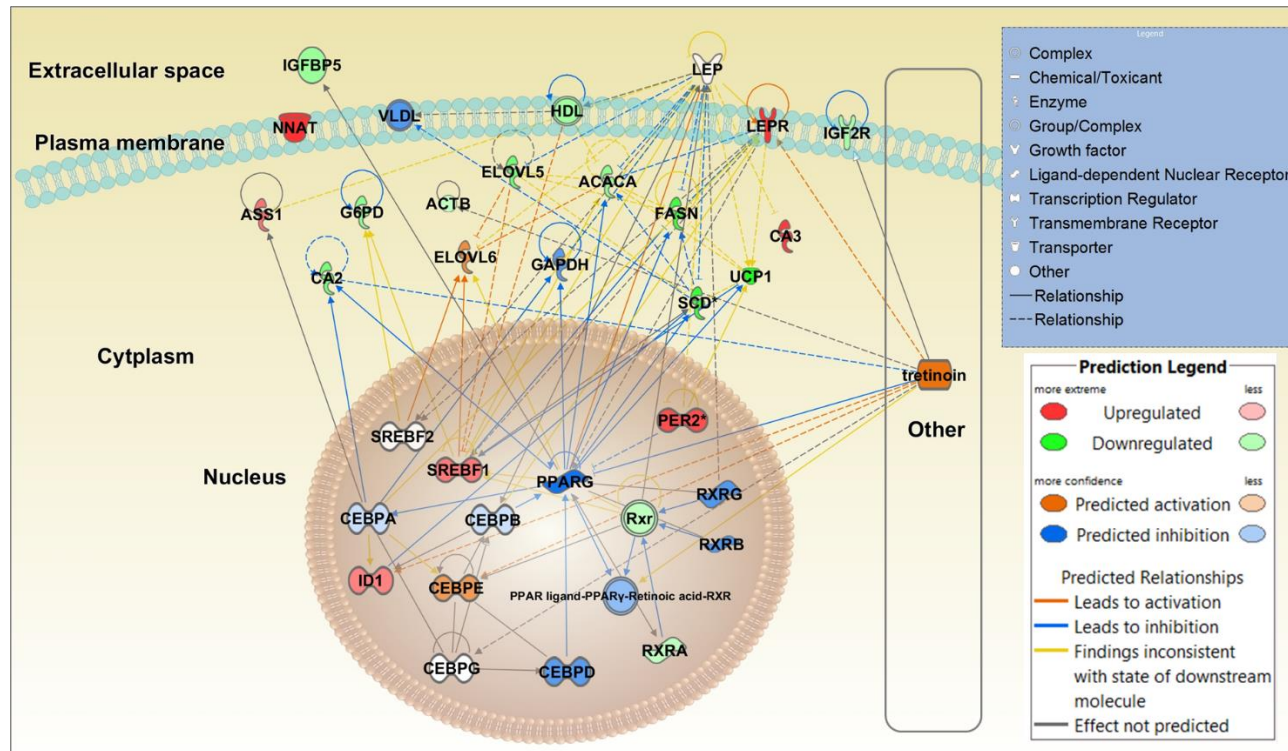 Extracellular space
IGFBP5
LEP
NNAT
VLDL
HDL
LEPR
IGF2R
Plasma membrane
ELOVL5
ACACA
ASS1
G6PD
ACTB
FASN
CA3
ELOVL6
GAPDH
CA2
UCP1
SCD*
Cytplasm
tretinoin
PER2*
Other
SREBF2
Nucleus
SREBF1
PPARG
RXRG
CEBPA
CEBPB
Rxr
RXRB
ID1
CEBPE
PPAR ligand-PPARγ-Retinoic acid-RXR
RXRA
CEBPG
CEBPD
Legend
Complex
Chemical/Toxicant
Enzyme
Group/Complex
Growth factor
Ligand-dependent Nuclear Receptor
Transcription Regulator
Transmembrane Receptor
Transporter
Other
Relationship
Relationship
Prediction Legend
more extreme less
Upregulated
Downregulated
more confidence less
Predicted activation
Predicted inhibition
Predicted Relationships
Leads to activation
Leads to inhibition
Findings inconsistent
with state of downstream
molecule
Effect not predicted